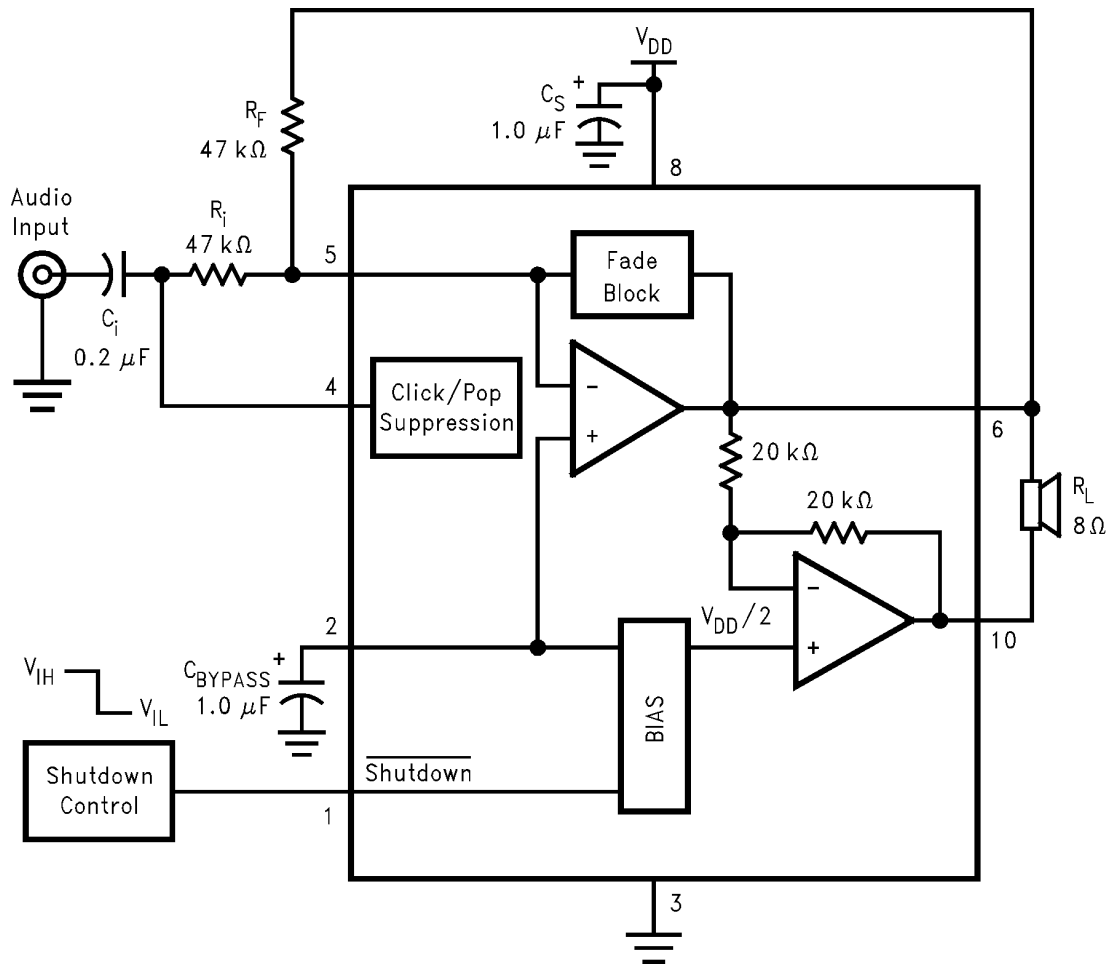 V_DD
C_S
+
1.0 μF
R_F
47 kΩ
8
Audio
Input
R_i
47 kΩ
5
Fade
Block
C_i
0.2 μF
4
Click/Pop
Suppression
−
+
6
20 kΩ
20 kΩ
R_L
8 Ω
−
+
V_DD/2
10
2
C_BYPASS
+
1.0 μF
V_IH
V_IL
BIAS
Shutdown
Control
Shutdown
1
3